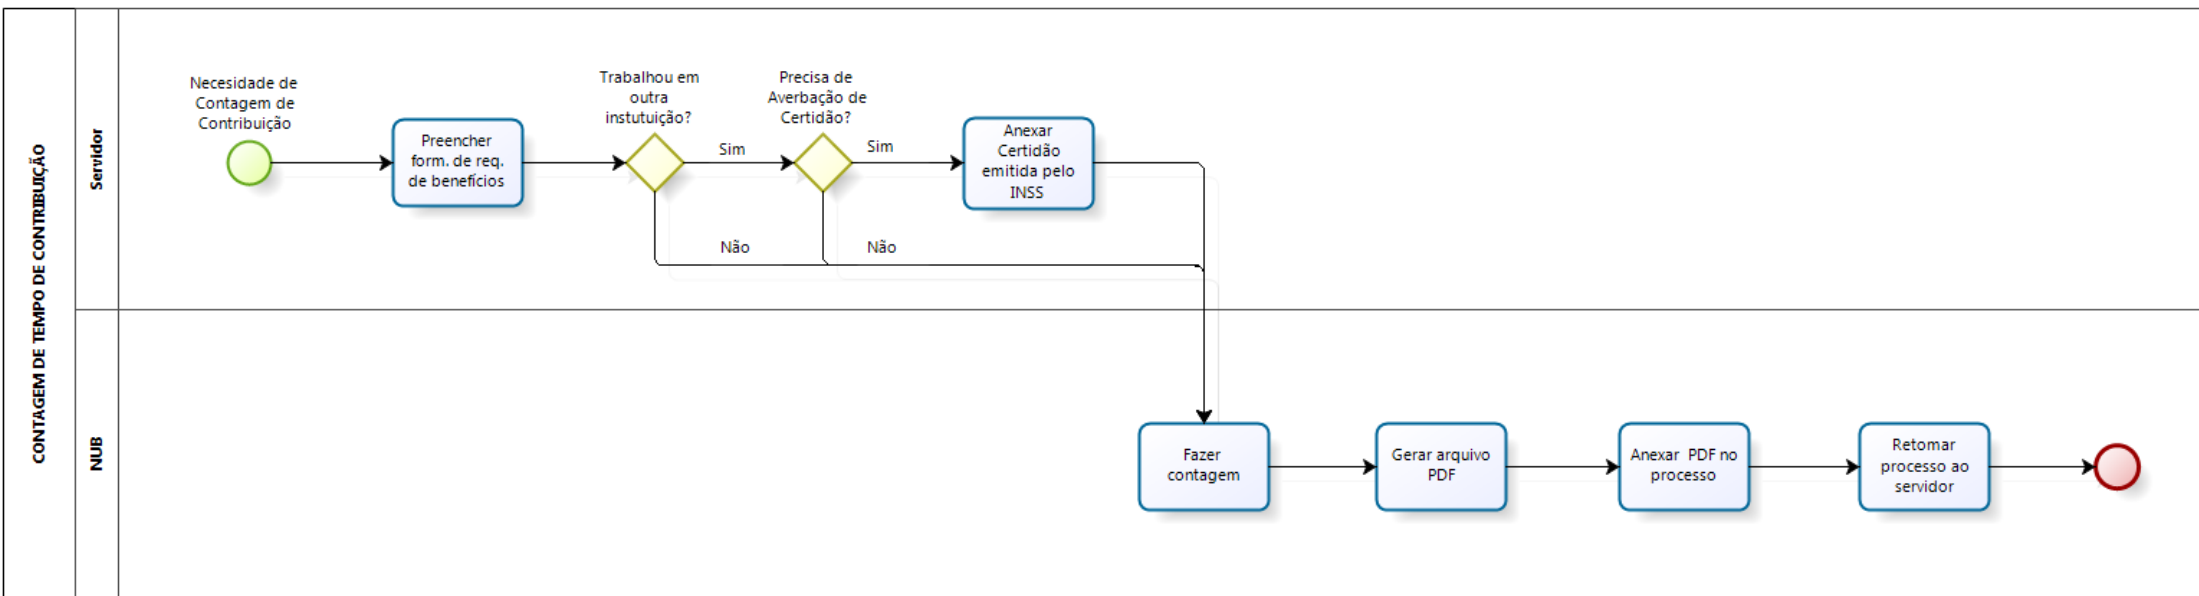 CONTAGEM DE TEMPO DE CONTRIBUIÇÃO
Servidor
Necesidade de
Contagem de
Contribuição
Preencher
form. de req.
de benefícios
Trabalhou em
outra
instutuição?
Sim
Não
Precisa de
Averbação de
Certidão?
Sim
Não
Anexar
Certidão
emitida pelo
INSS
NUB
Fazer
contagem
Gerar arquivo
PDF
Anexar PDF no
processo
Retomar
processo ao
servidor